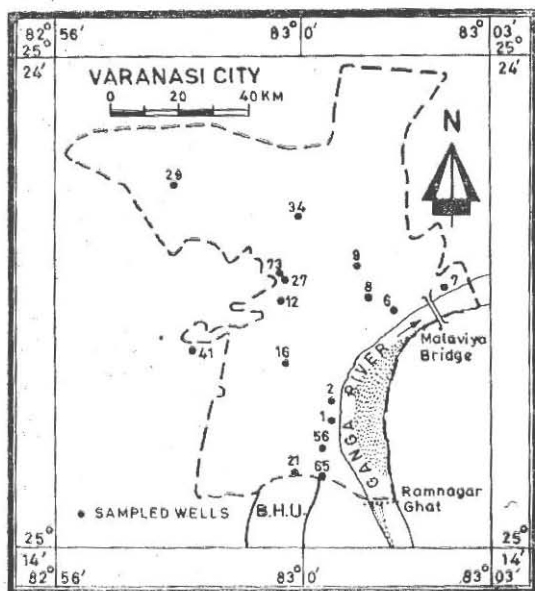 82° 56′ 83° 0′ 83° 03′
25° 25°
24′ 24′
VARANASI CITY
0 20 40 KM
N
29
34
73
27
9
7
12
8
6
Malaviya
Bridge
41
16
GANGA RIVER
2
1
56
21
65
Ramnagar
Ghat
B.H.U.
SAMPLED WELLS
25° 25°
14′ 14′
82° 56′ 83° 0′ 83° 03′